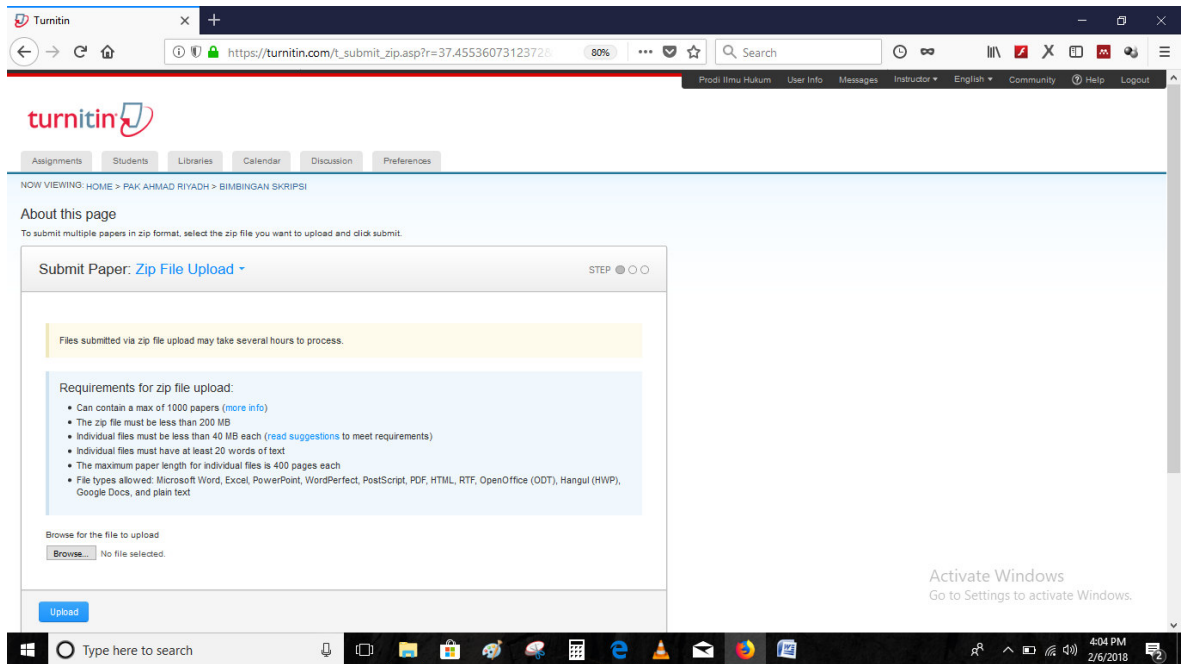 Turnitin
https://turnitin.com/t_submit_zip.asp?r=37.45536073123728
80%
Search
Prodi Ilmu Hukum User Info Messages Instructor English Community Help Logout
turnitin
Assignments Students Libraries Calendar Discussion Preferences
NOW VIEWING: HOME > PAK AHMAD RIYADH > BIMBINGAN SKRIPSI
About this page
To submit multiple papers in zip format, select the zip file you want to upload and click submit.
Submit Paper: Zip File Upload
STEP
Files submitted via zip file upload may take several hours to process.
Requirements for zip file upload:
• Can contain a max of 1000 papers (more info)
• The zip file must be less than 200 MB
• Individual files must be less than 40 MB each (read suggestions to meet requirements)
• Individual files must have at least 20 words of text
• The maximum paper length for individual files is 400 pages each
• File types allowed: Microsoft Word, Excel, PowerPoint, WordPerfect, PostScript, PDF, HTML, RTF, OpenOffice (ODT), Hangul (HWP),
Google Docs, and plain text
Browse for the file to upload
Browse... No file selected.
Activate Windows
Go to Settings to activate Windows.
Upload
Type here to search
4:04 PM
2/6/2018
2